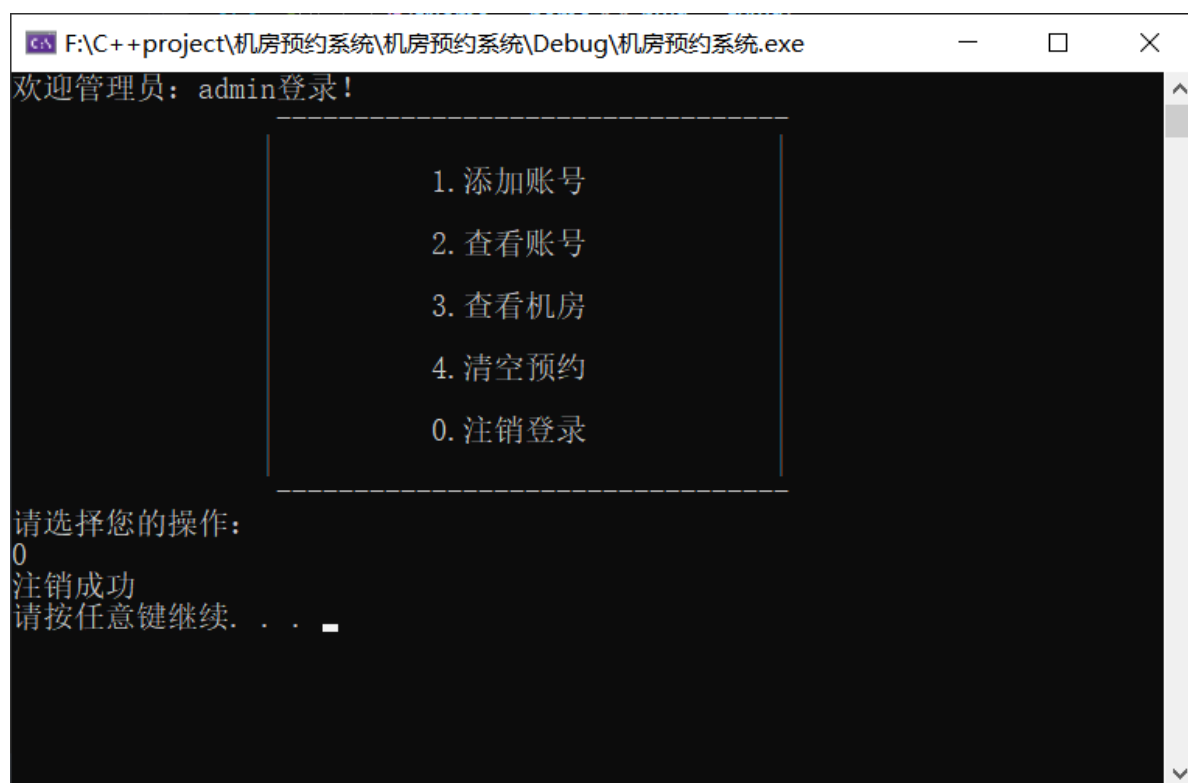 F:\C++project\机房预约系统\机房预约系统\Debug\机房预约系统.exe
欢迎管理员：admin登录！
---------------------------------
1.添加账号
2.查看账号
3.查看机房
4.清空预约
0.注销登录
---------------------------------
请选择您的操作：
0
注销成功
请按任意键继续. . .